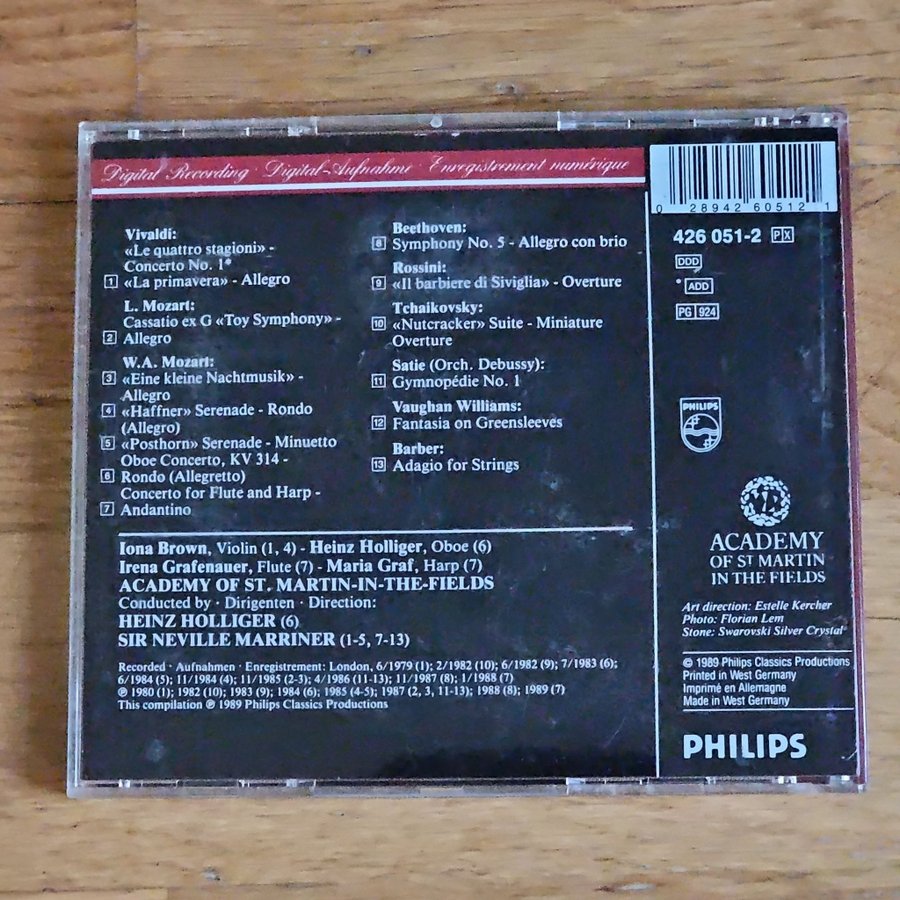 Digital Recording · Digital-Aufnahme · Enregistrement numérique
Vivaldi:
«Le quattro stagioni» -
Concerto No. 1*
1 «La primavera» - Allegro
L. Mozart:
Cassatio ex G «Toy Symphony» -
2 Allegro
W.A. Mozart:
3 «Eine kleine Nachtmusik» -
Allegro
4 «Haffner» Serenade - Rondo
(Allegro)
5 «Posthorn» Serenade - Minuetto
Oboe Concerto, KV 314 -
6 Rondo (Allegretto)
Concerto for Flute and Harp -
7 Andantino
Beethoven:
8 Symphony No. 5 - Allegro con brio
Rossini:
9 «Il barbiere di Siviglia» - Overture
Tchaikovsky:
10 «Nutcracker» Suite - Miniature
Overture
Satie (Orch. Debussy):
11 Gymnopédie No. 1
Vaughan Williams:
12 Fantasia on Greensleeves
Barber:
13 Adagio for Strings
Iona Brown, Violin (1, 4) - Heinz Holliger, Oboe (6)
Irena Grafenauer, Flute (7) - Maria Graf, Harp (7)
ACADEMY OF ST. MARTIN-IN-THE-FIELDS
Conducted by · Dirigenten · Direction:
HEINZ HOLLIGER (6)
SIR NEVILLE MARRINER (1-5, 7-13)
Recorded · Aufnahmen · Enregistrement: London, 6/1979 (1); 2/1982 (10); 6/1982 (9); 7/1983 (6);
6/1984 (5); 11/1984 (4); 11/1985 (2-3); 4/1986 (11-13); 11/1987 (8); 1/1988 (7)
℗ 1980 (1); 1982 (10); 1983 (9); 1984 (6); 1985 (4-5); 1987 (2, 3, 11-13); 1988 (8); 1989 (7)
This compilation ℗ 1989 Philips Classics Productions
0 28942 60512 1
426 051-2 PX
DDD
* ADD
PG 924
PHILIPS
ACADEMY
OF ST MARTIN
IN THE FIELDS
Art direction: Estelle Kercher
Photo: Florian Lem
Stone: Swarovski Silver Crystal
© 1989 Philips Classics Productions
Printed in West Germany
Imprimé en Allemagne
Made in West Germany
PHILIPS